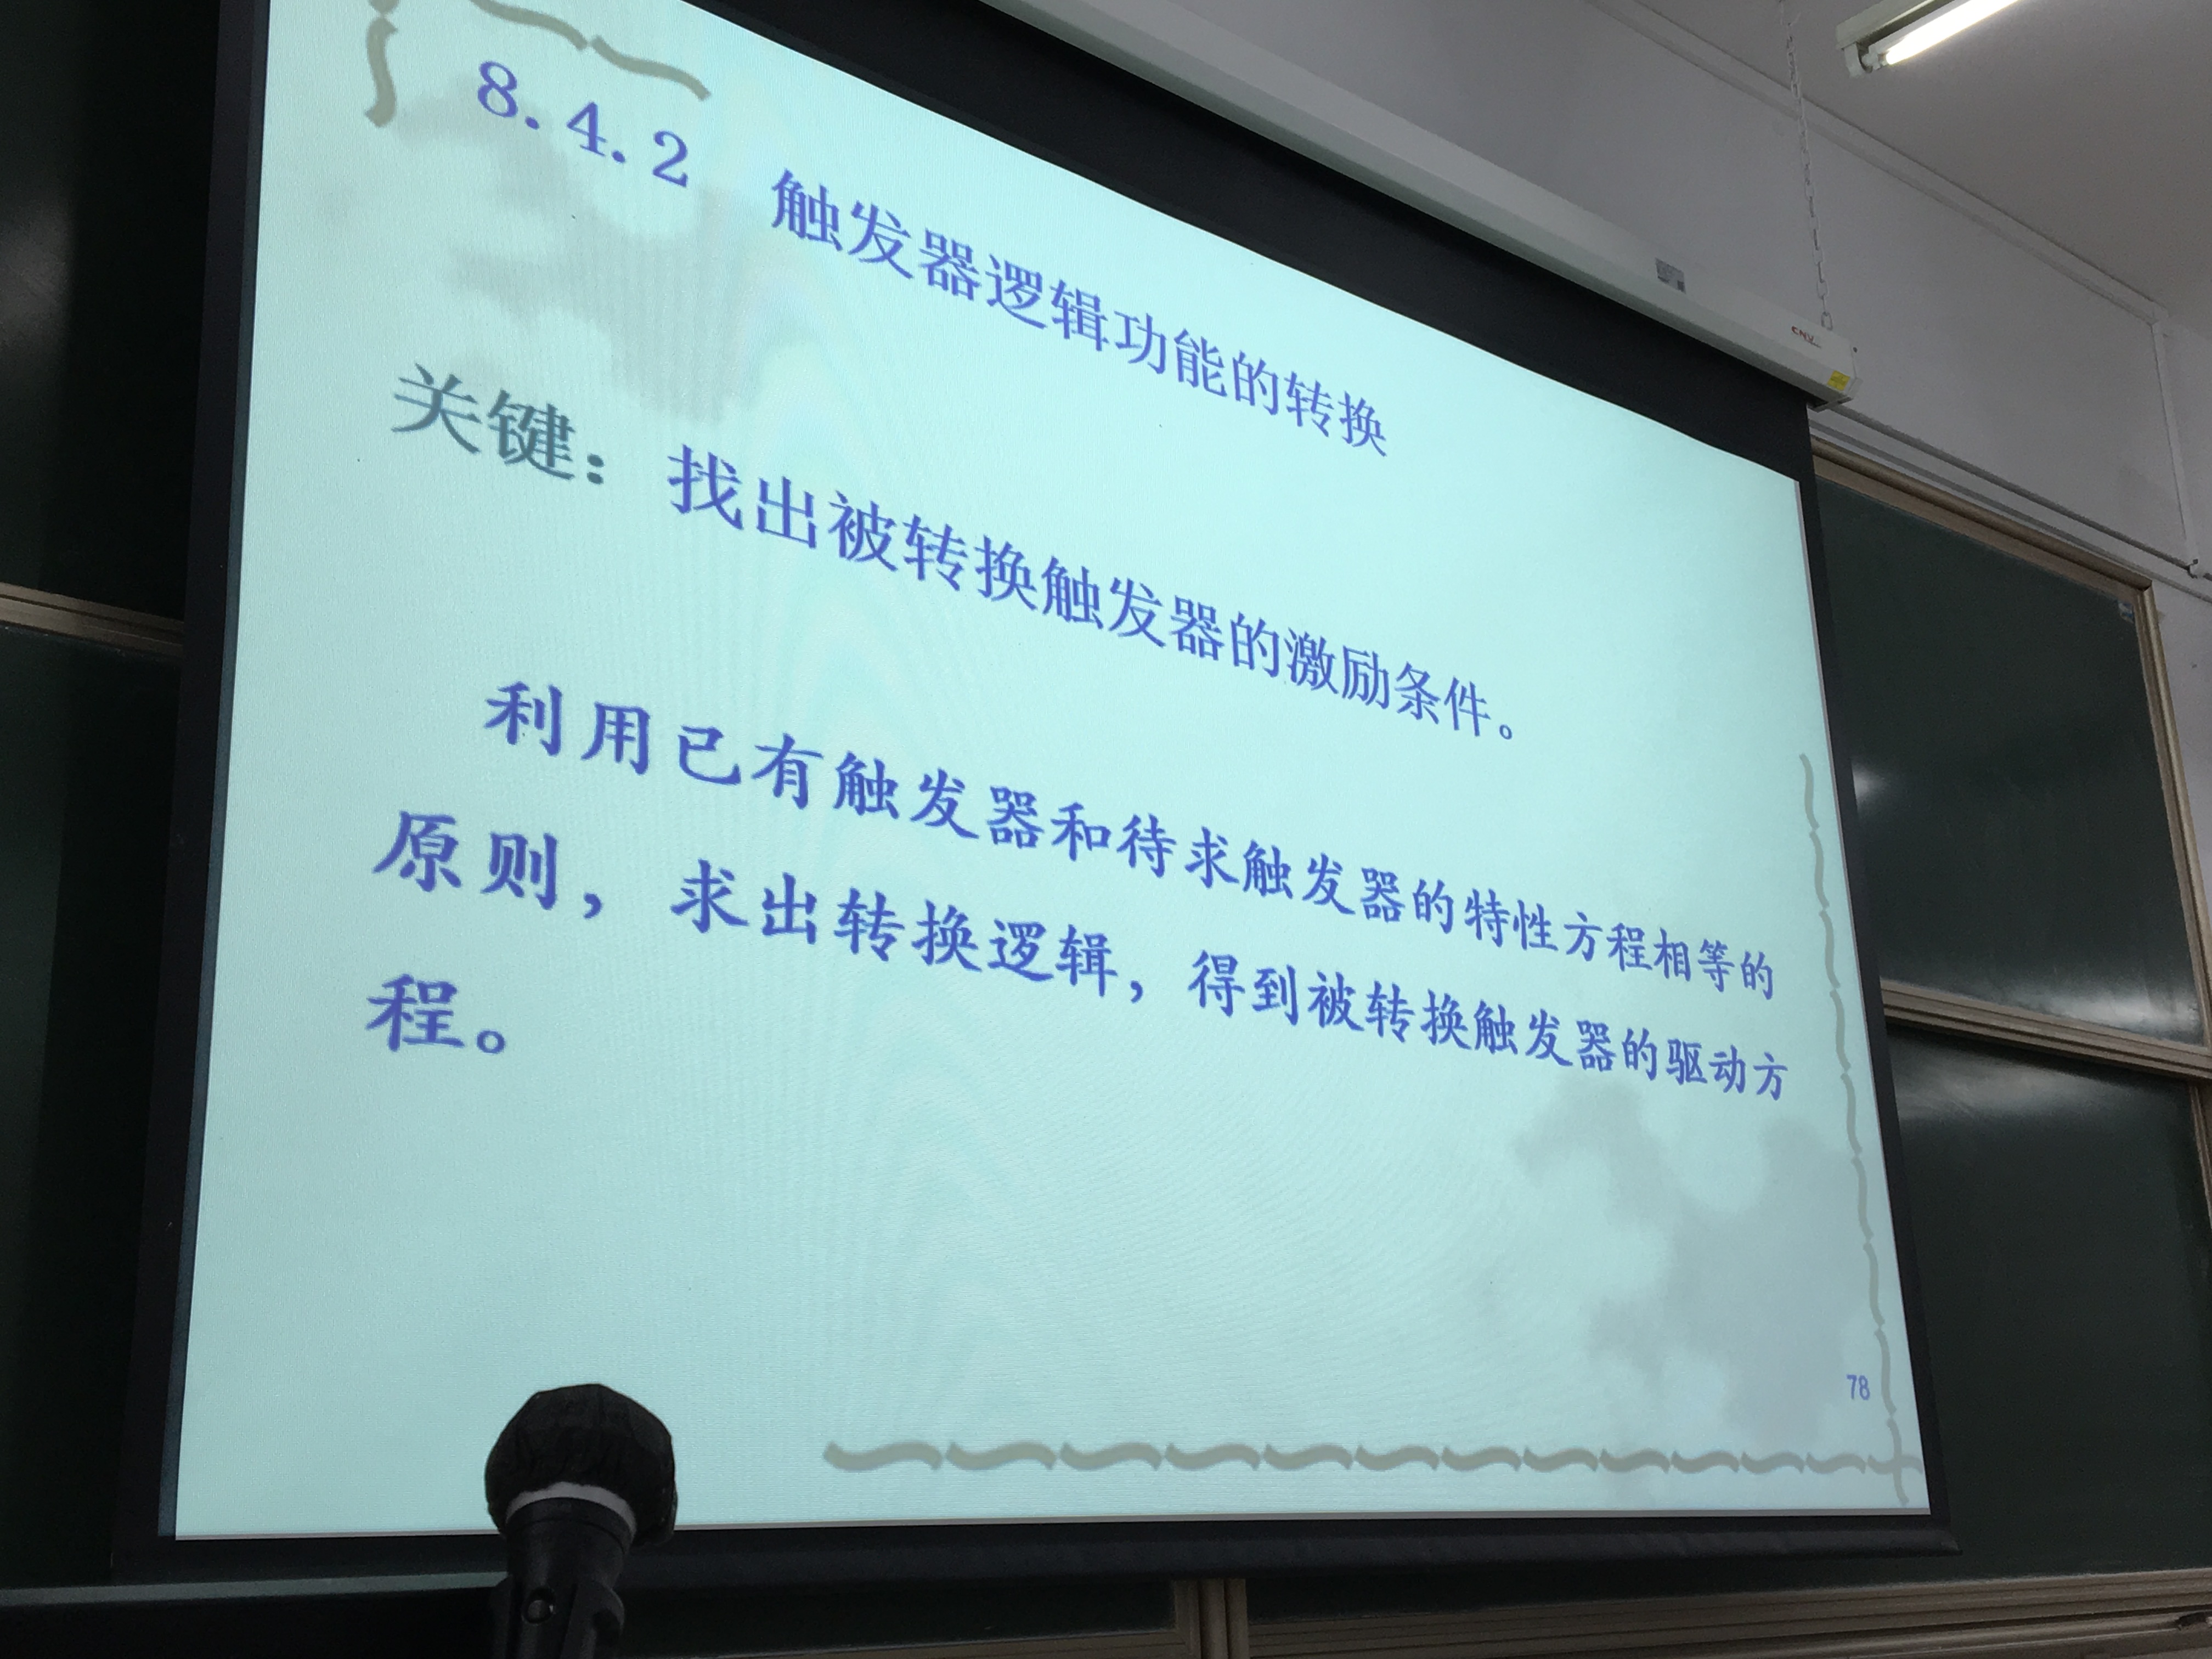 8.4.2 触发器逻辑功能的转换
关键：找出被转换触发器的激励条件。
利用已有触发器和待求触发器的特性方程相等的
原则，求出转换逻辑，得到被转换触发器的驱动方
程。
78